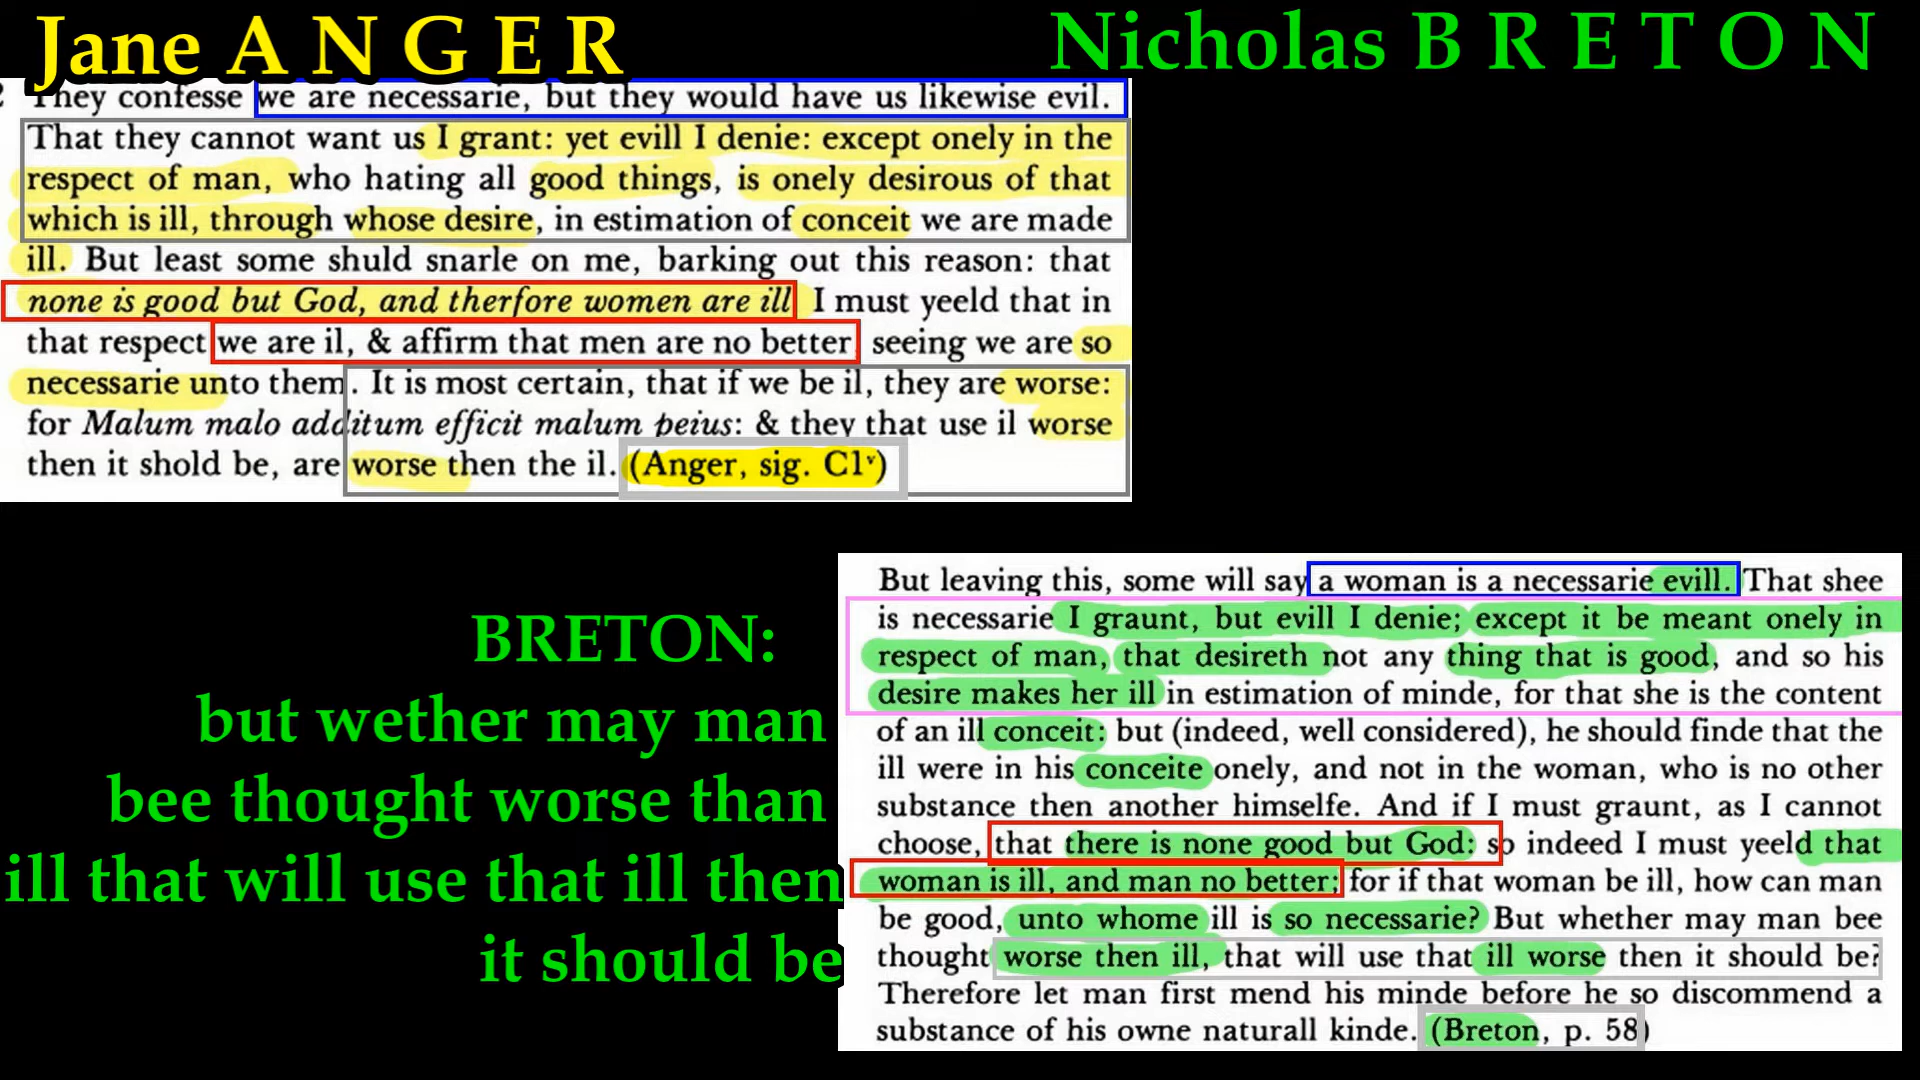 Jane A N G E R
Nicholas B R E T O N
They confesse we are necessarie, but they would have us likewise evil.
That they cannot want us I grant: yet evill I denie: except onely in the
respect of man, who hating all good things, is onely desirous of that
which is ill, through whose desire, in estimation of conceit we are made
ill. But least some shuld snarle on me, barking out this reason: that
none is good but God, and therfore women are ill I must yeeld that in
that respect we are il, & affirm that men are no better seeing we are so
necessarie unto them. It is most certain, that if we be il, they are worse:
for Malum malo additum efficit malum peius: & they that use il worse
then it shold be, are worse then the il. (Anger, sig. C1ᵛ)
BRETON:
but wether may man
bee thought worse than
ill that will use that ill then
it should be
But leaving this, some will say a woman is a necessarie evill. That shee
is necessarie I graunt, but evill I denie; except it be meant onely in
respect of man, that desireth not any thing that is good, and so his
desire makes her ill in estimation of minde, for that she is the content
of an ill conceit: but (indeed, well considered), he should finde that the
ill were in his conceite onely, and not in the woman, who is no other
substance then another himselfe. And if I must graunt, as I cannot
choose, that there is none good but God: so indeed I must yeeld that
woman is ill, and man no better; for if that woman be ill, how can man
be good, unto whome ill is so necessarie? But whether may man bee
thought worse then ill, that will use that ill worse then it should be?
Therefore let man first mend his minde before he so discommend a
substance of his owne naturall kinde. (Breton, p. 58)